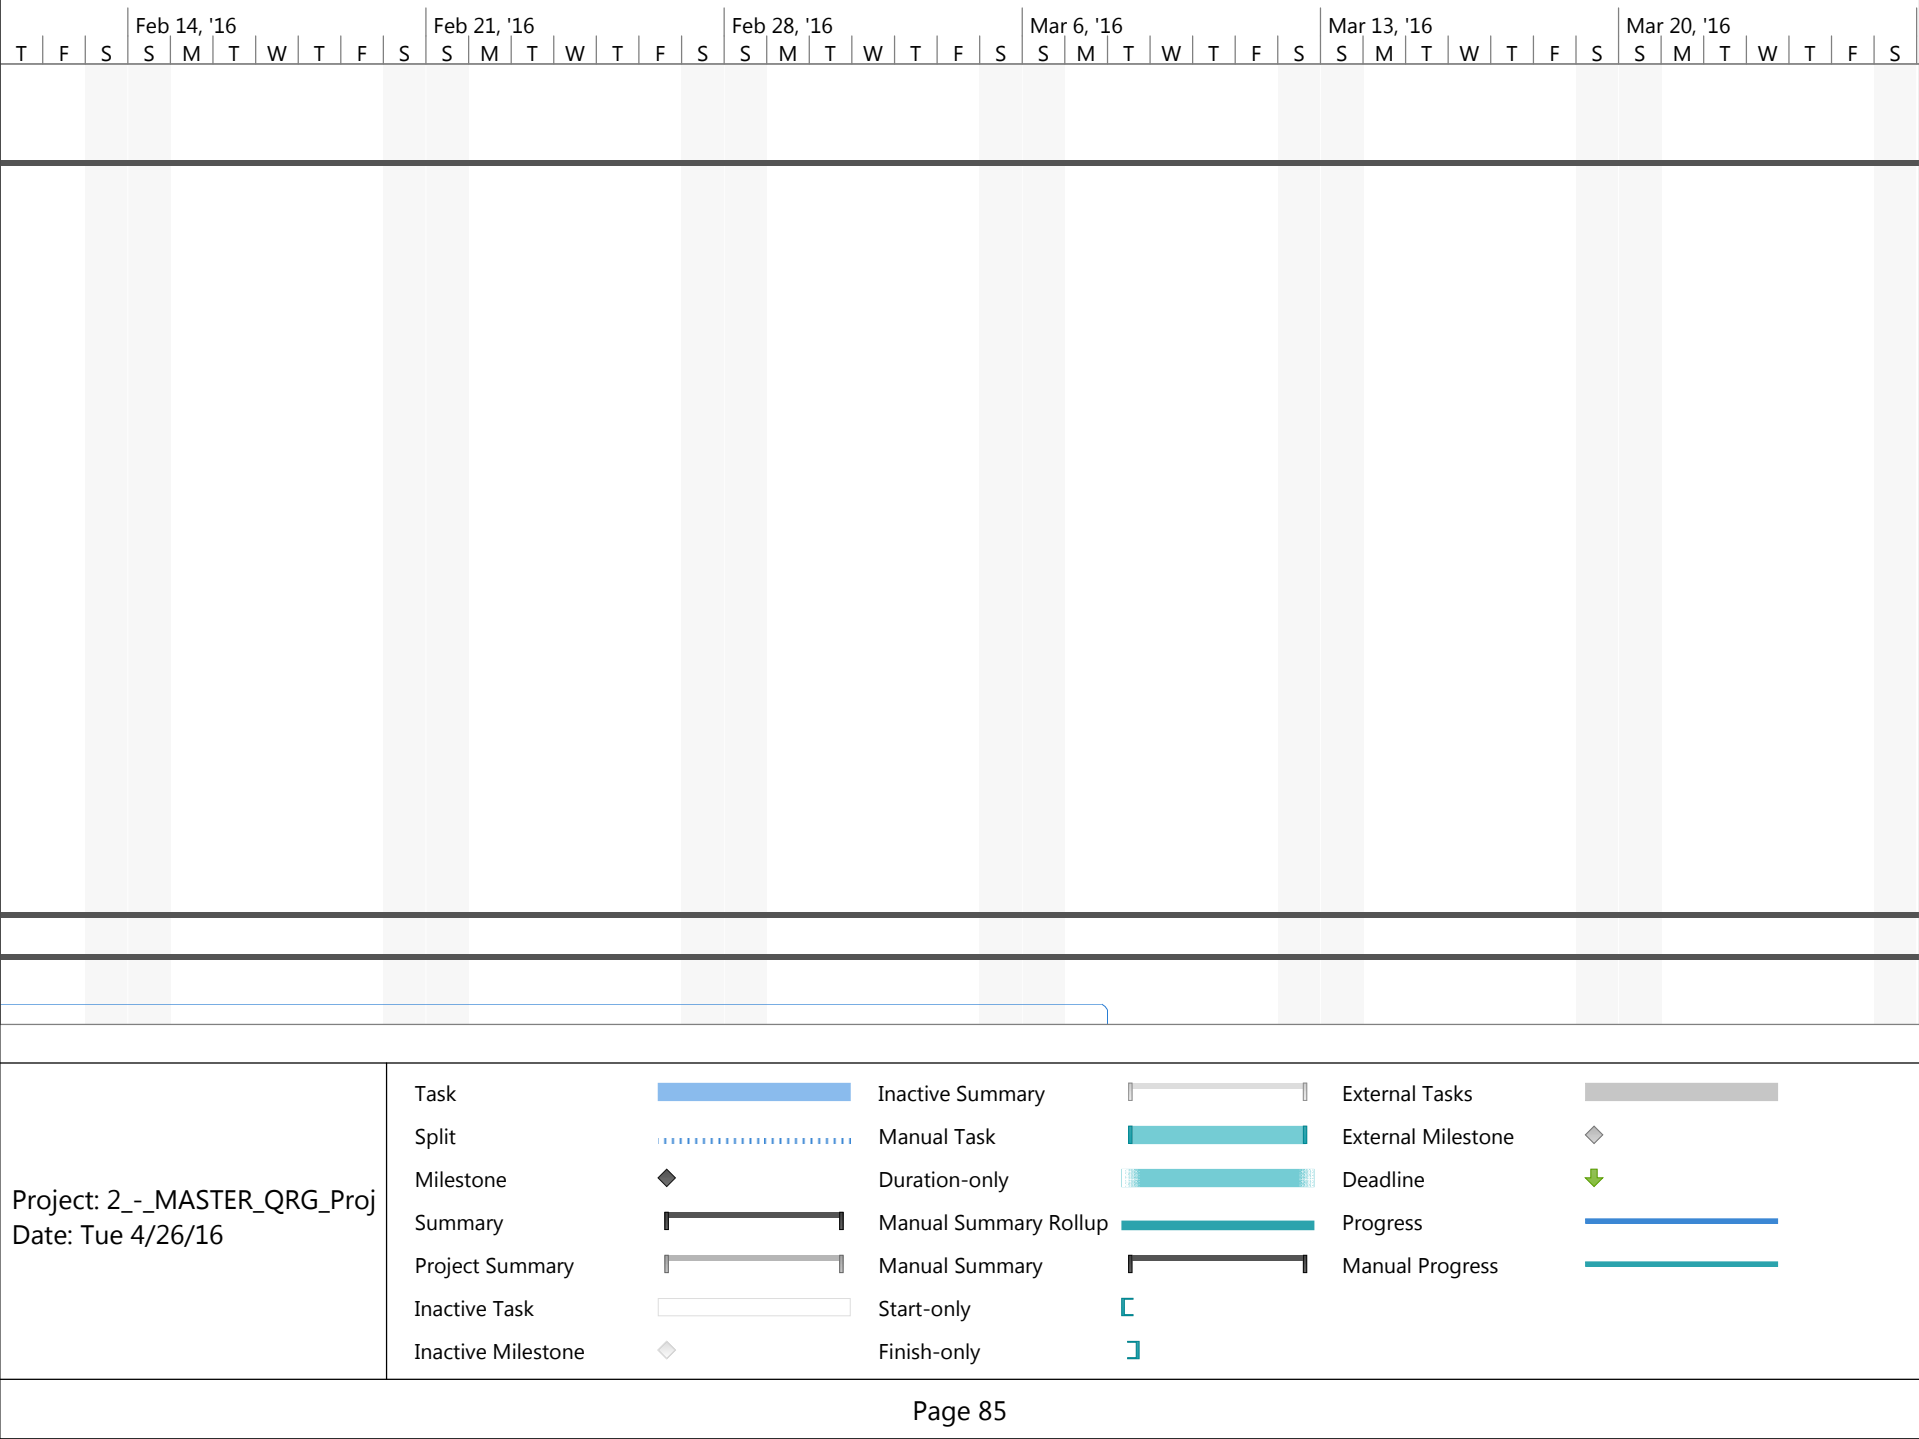 Feb 14, '16 Feb 21, '16 Feb 28, '16 Mar 6, '16 Mar 13, '16 Mar 20, '16
T F S S M T W T F S S M T W T F S S M T W T F S S M T W T F S S M T W T F S S M T W T F S
Task Inactive Summary External Tasks
Split Manual Task External Milestone
Milestone Duration-only Deadline
Project: 2_-_MASTER_QRG_Proj
Date: Tue 4/26/16
Summary Manual Summary Rollup Progress
Project Summary Manual Summary Manual Progress
Inactive Task Start-only
Inactive Milestone Finish-only
Page 85